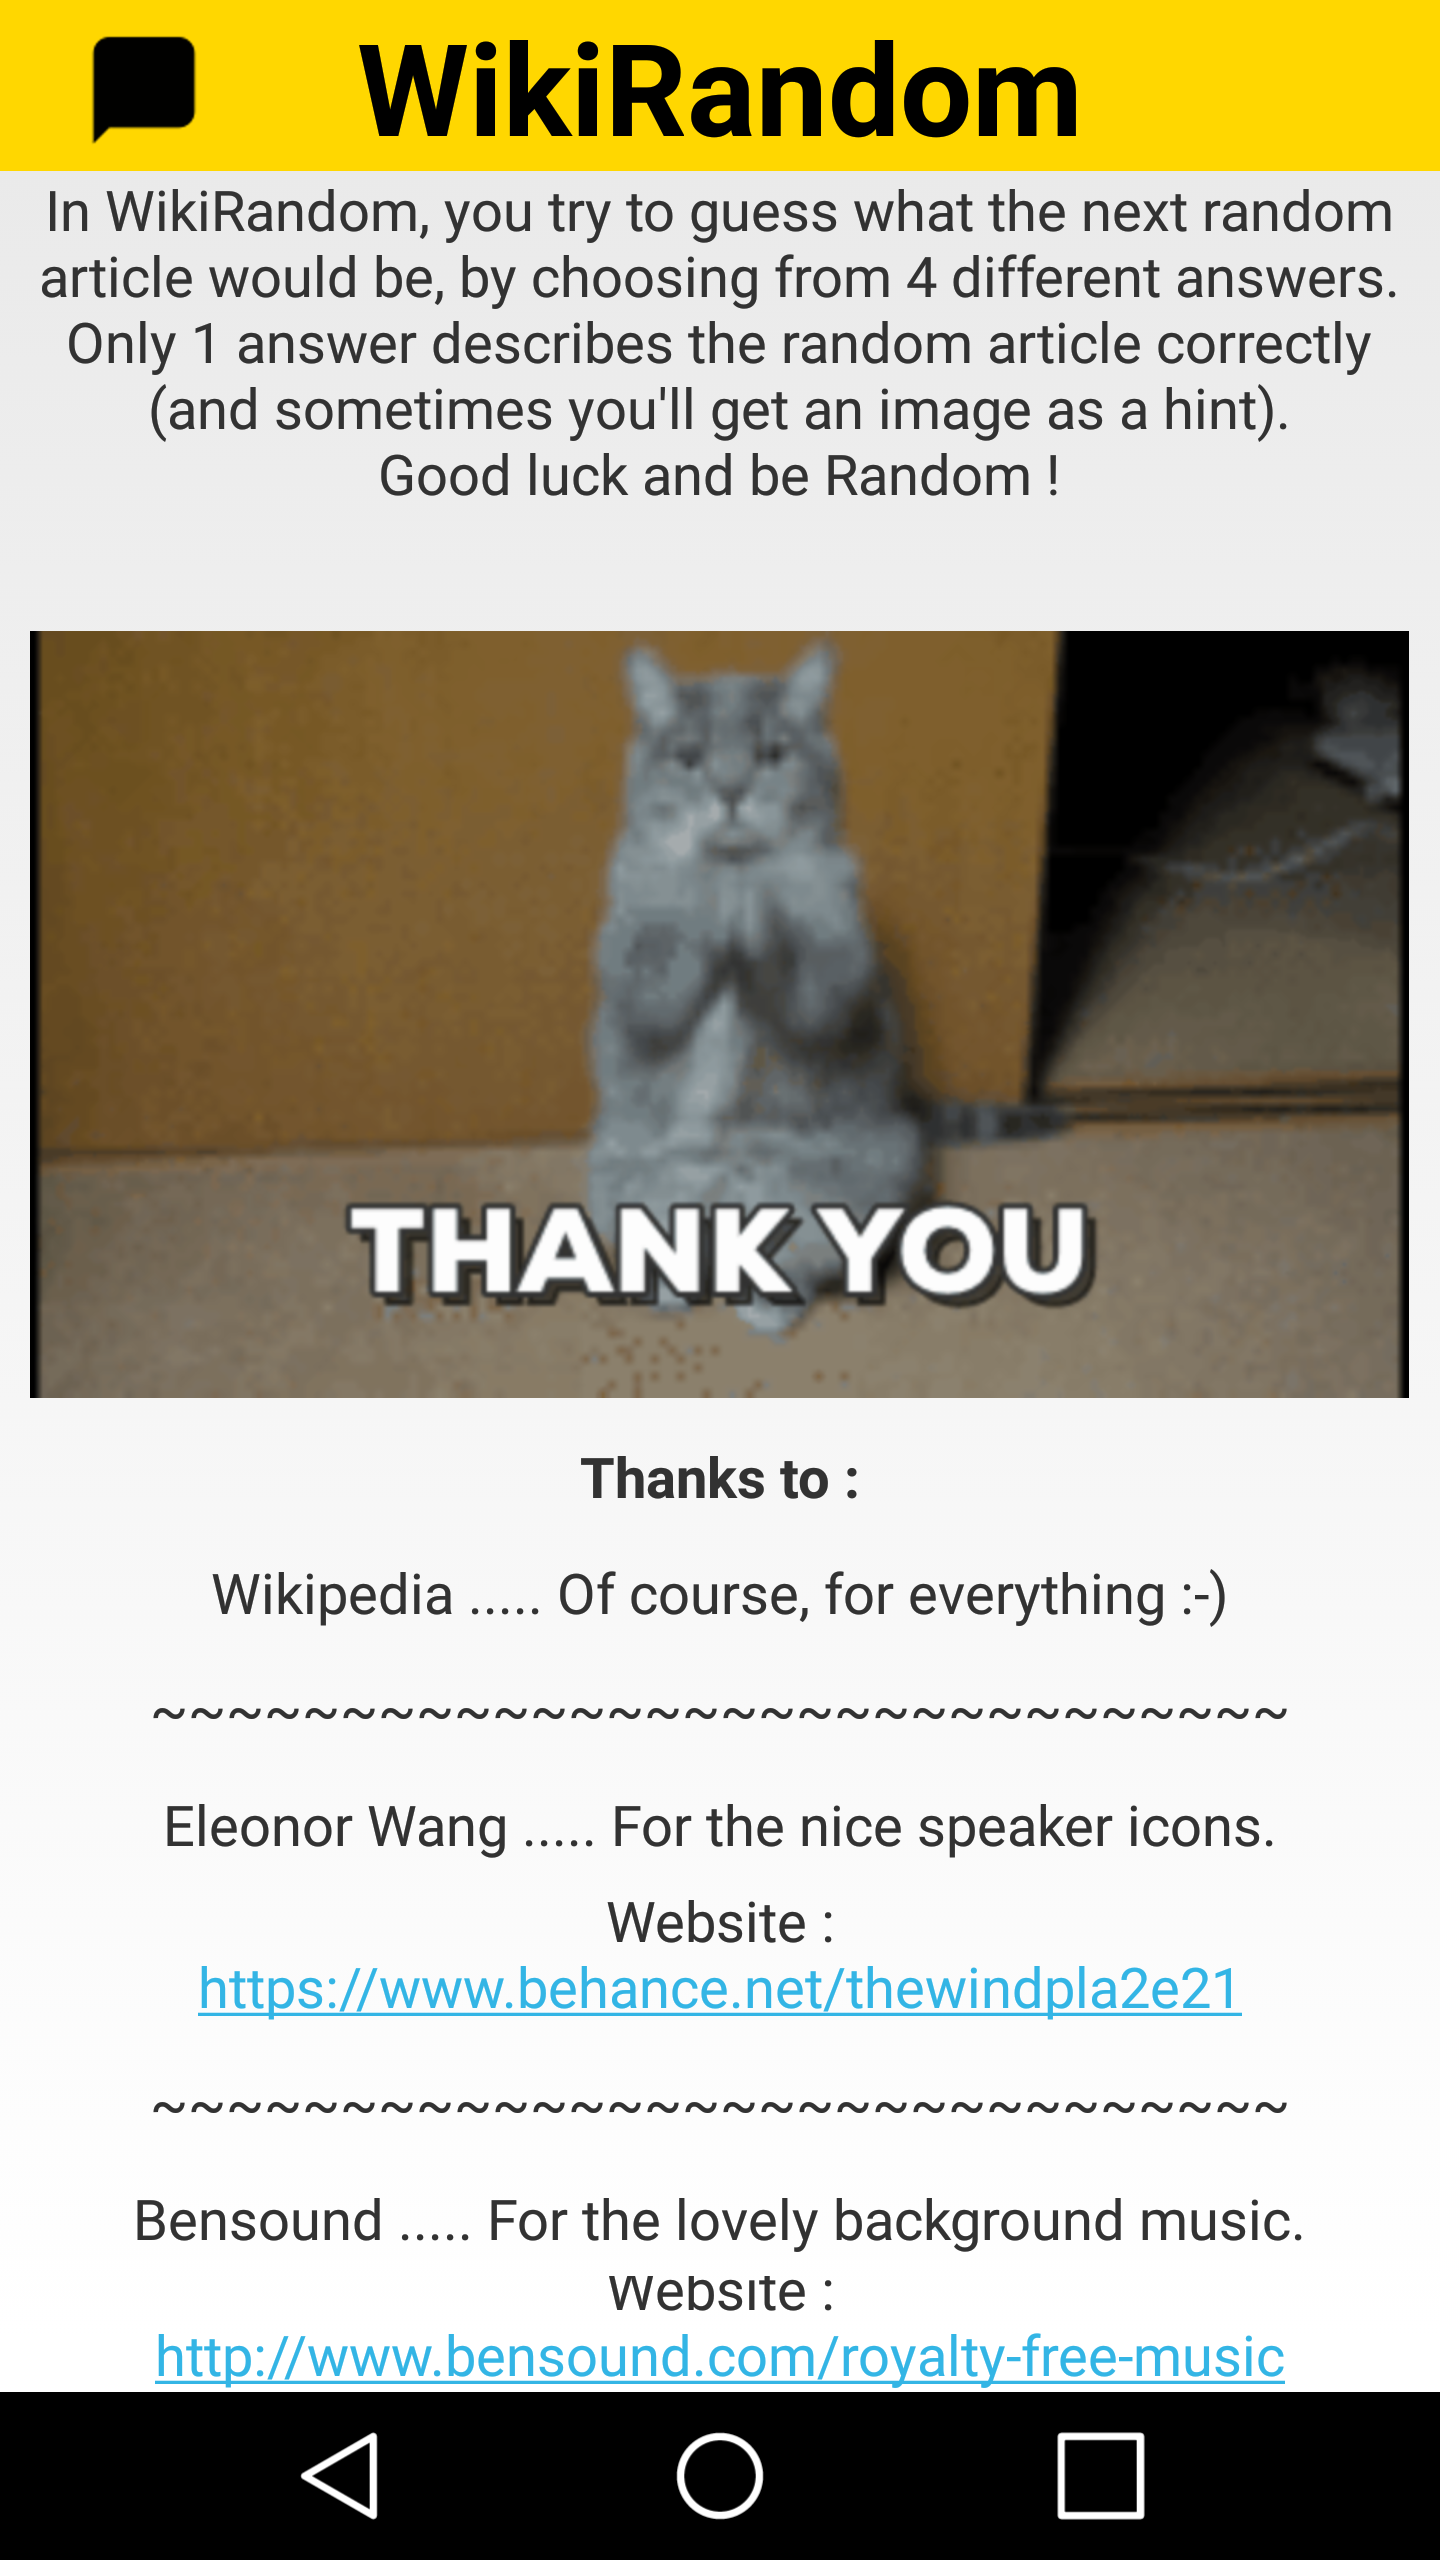 WikiRandom
In WikiRandom, you try to guess what the next random
article would be, by choosing from 4 different answers.
Only 1 answer describes the random article correctly
(and sometimes you'll get an image as a hint).
Good luck and be Random !
THANK YOU
Thanks to :
Wikipedia ..... Of course, for everything :-)
~~~~~~~~~~~~~~~~~~~~~~~~~~~~~~
Eleonor Wang ..... For the nice speaker icons.
Website :
https://www.behance.net/thewindpla2e21
~~~~~~~~~~~~~~~~~~~~~~~~~~~~~~
Bensound ..... For the lovely background music.
Website :
http://www.bensound.com/royalty-free-music